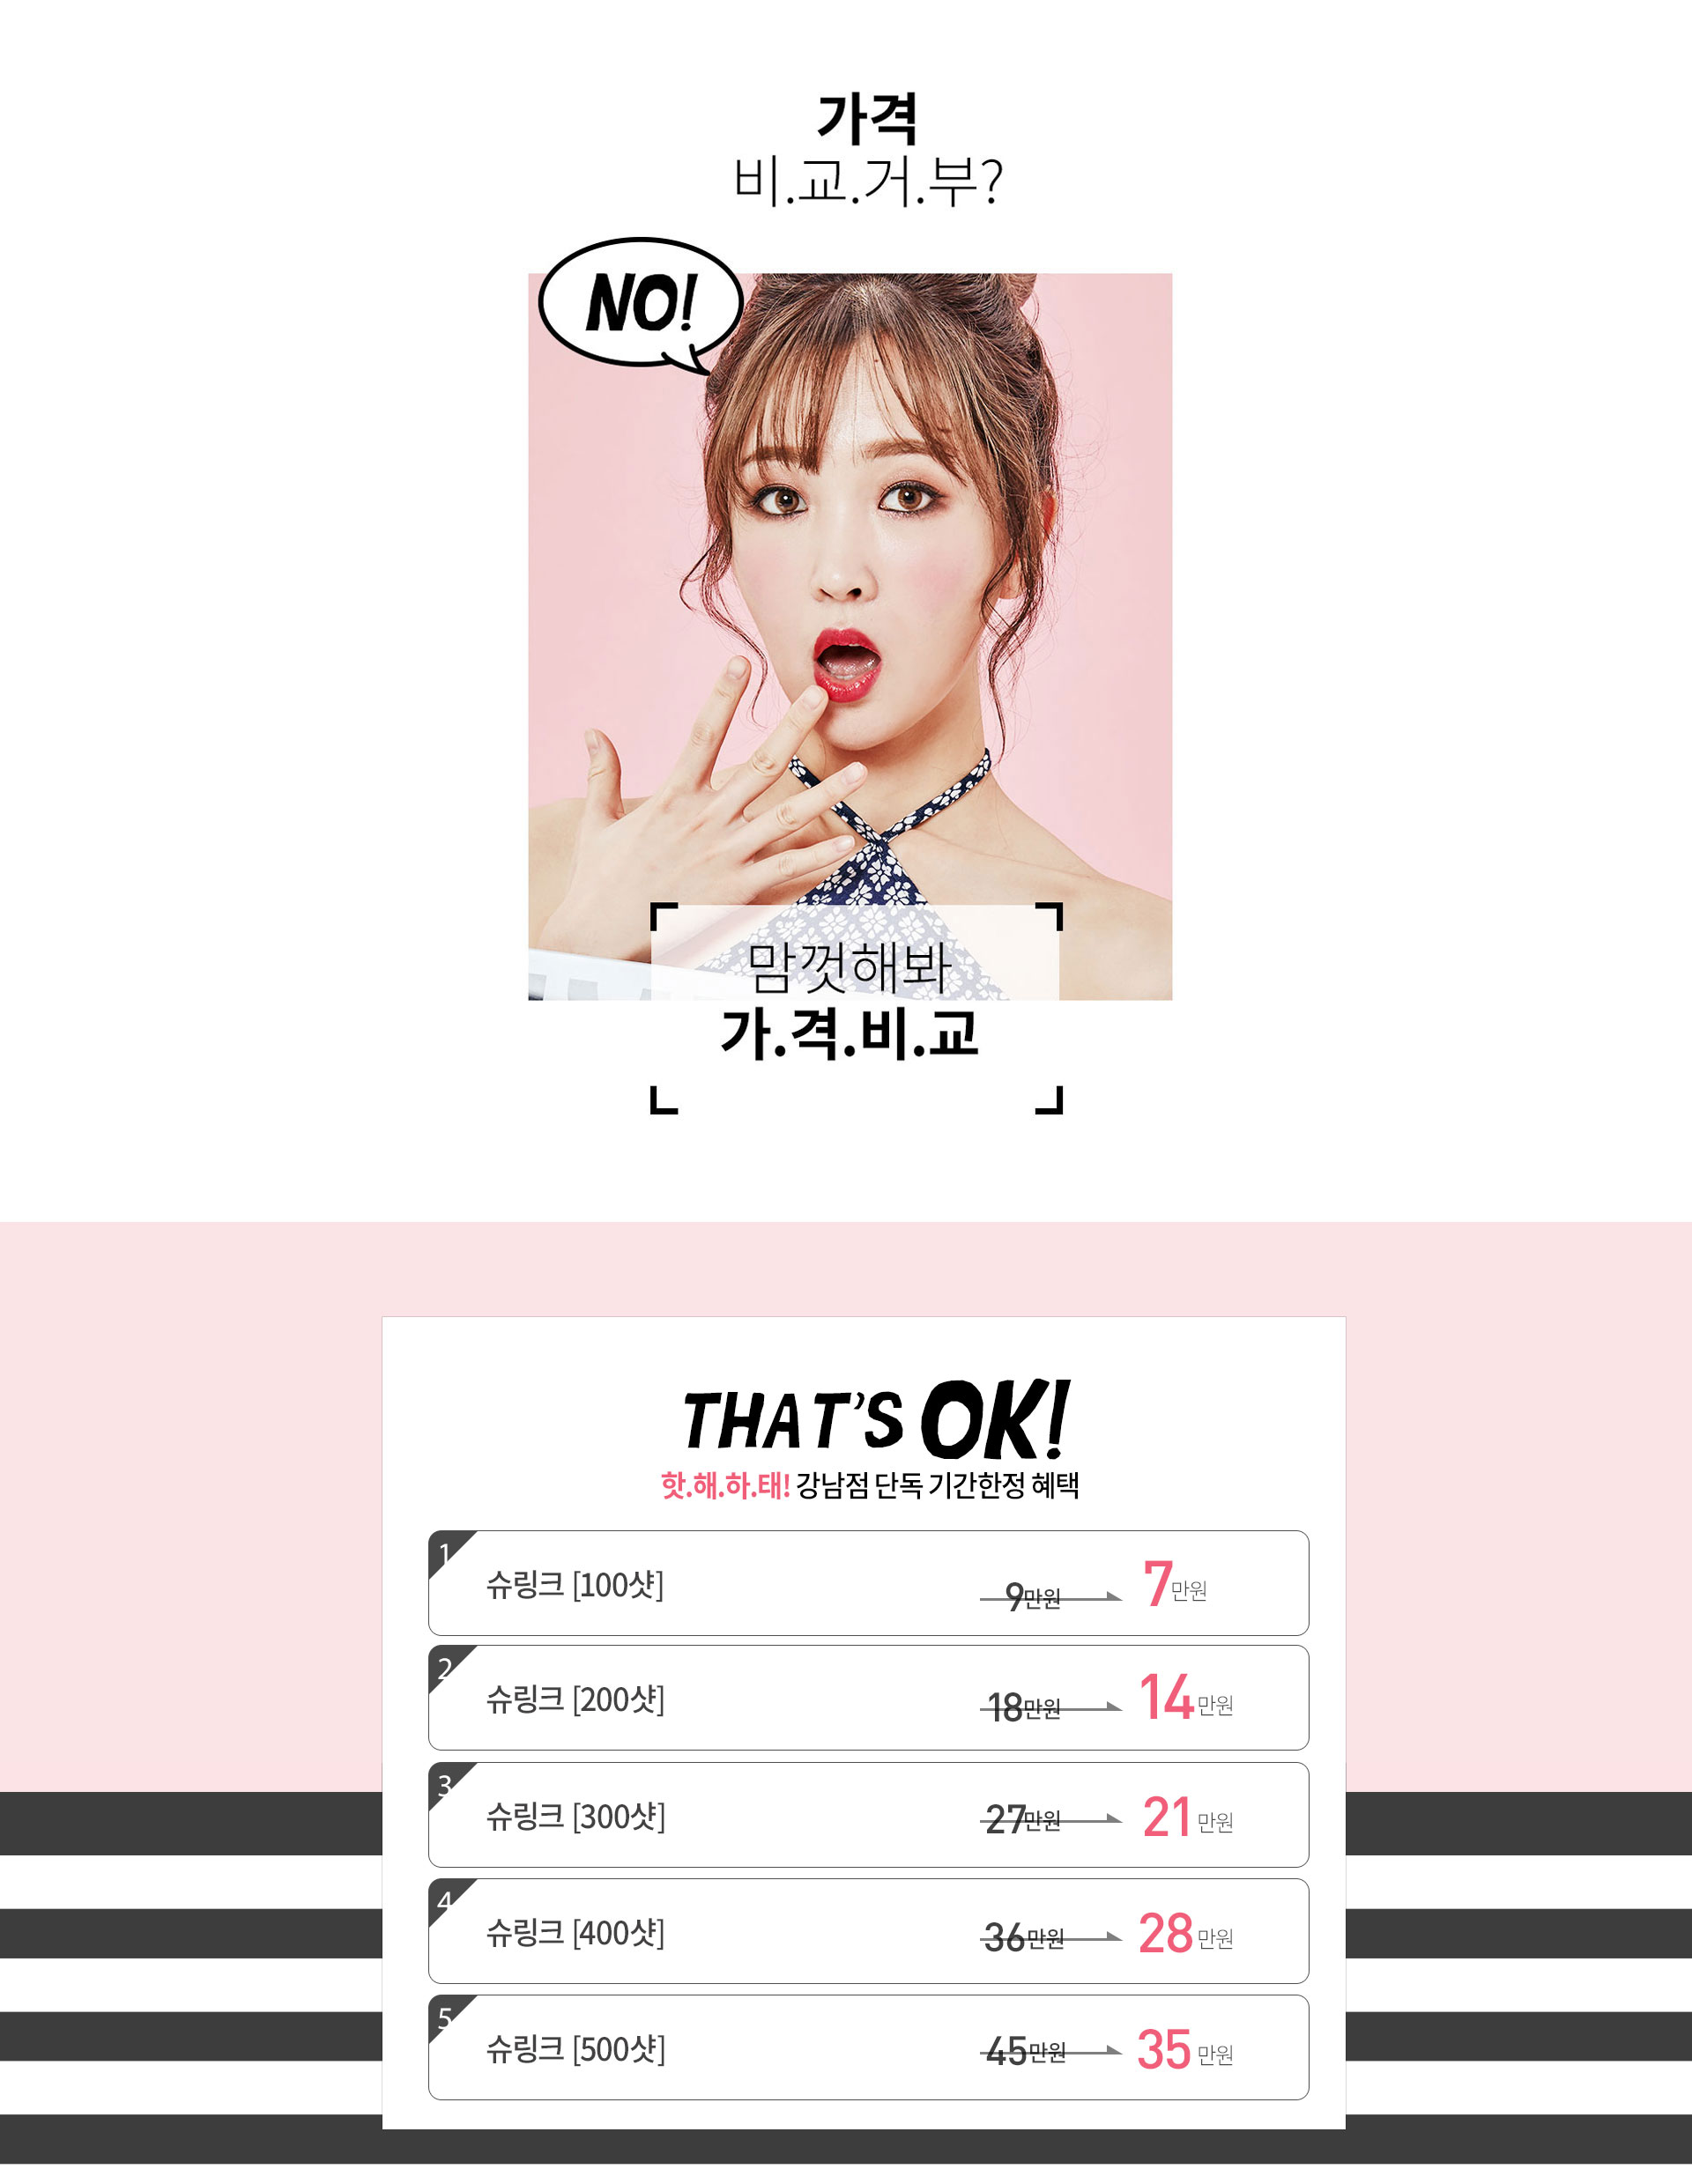 가격
비.교.거.부?
NO!
맘껏해봐
가.격.비.교
THAT'S OK!
핫.해.하.태! 강남점 단독 기간한정 혜택
1
슈링크 [100샷] 9만원 7만원
2
슈링크 [200샷] 18만원 14만원
3
슈링크 [300샷] 27만원 21만원
4
슈링크 [400샷] 36만원 28만원
5
슈링크 [500샷] 45만원 35만원